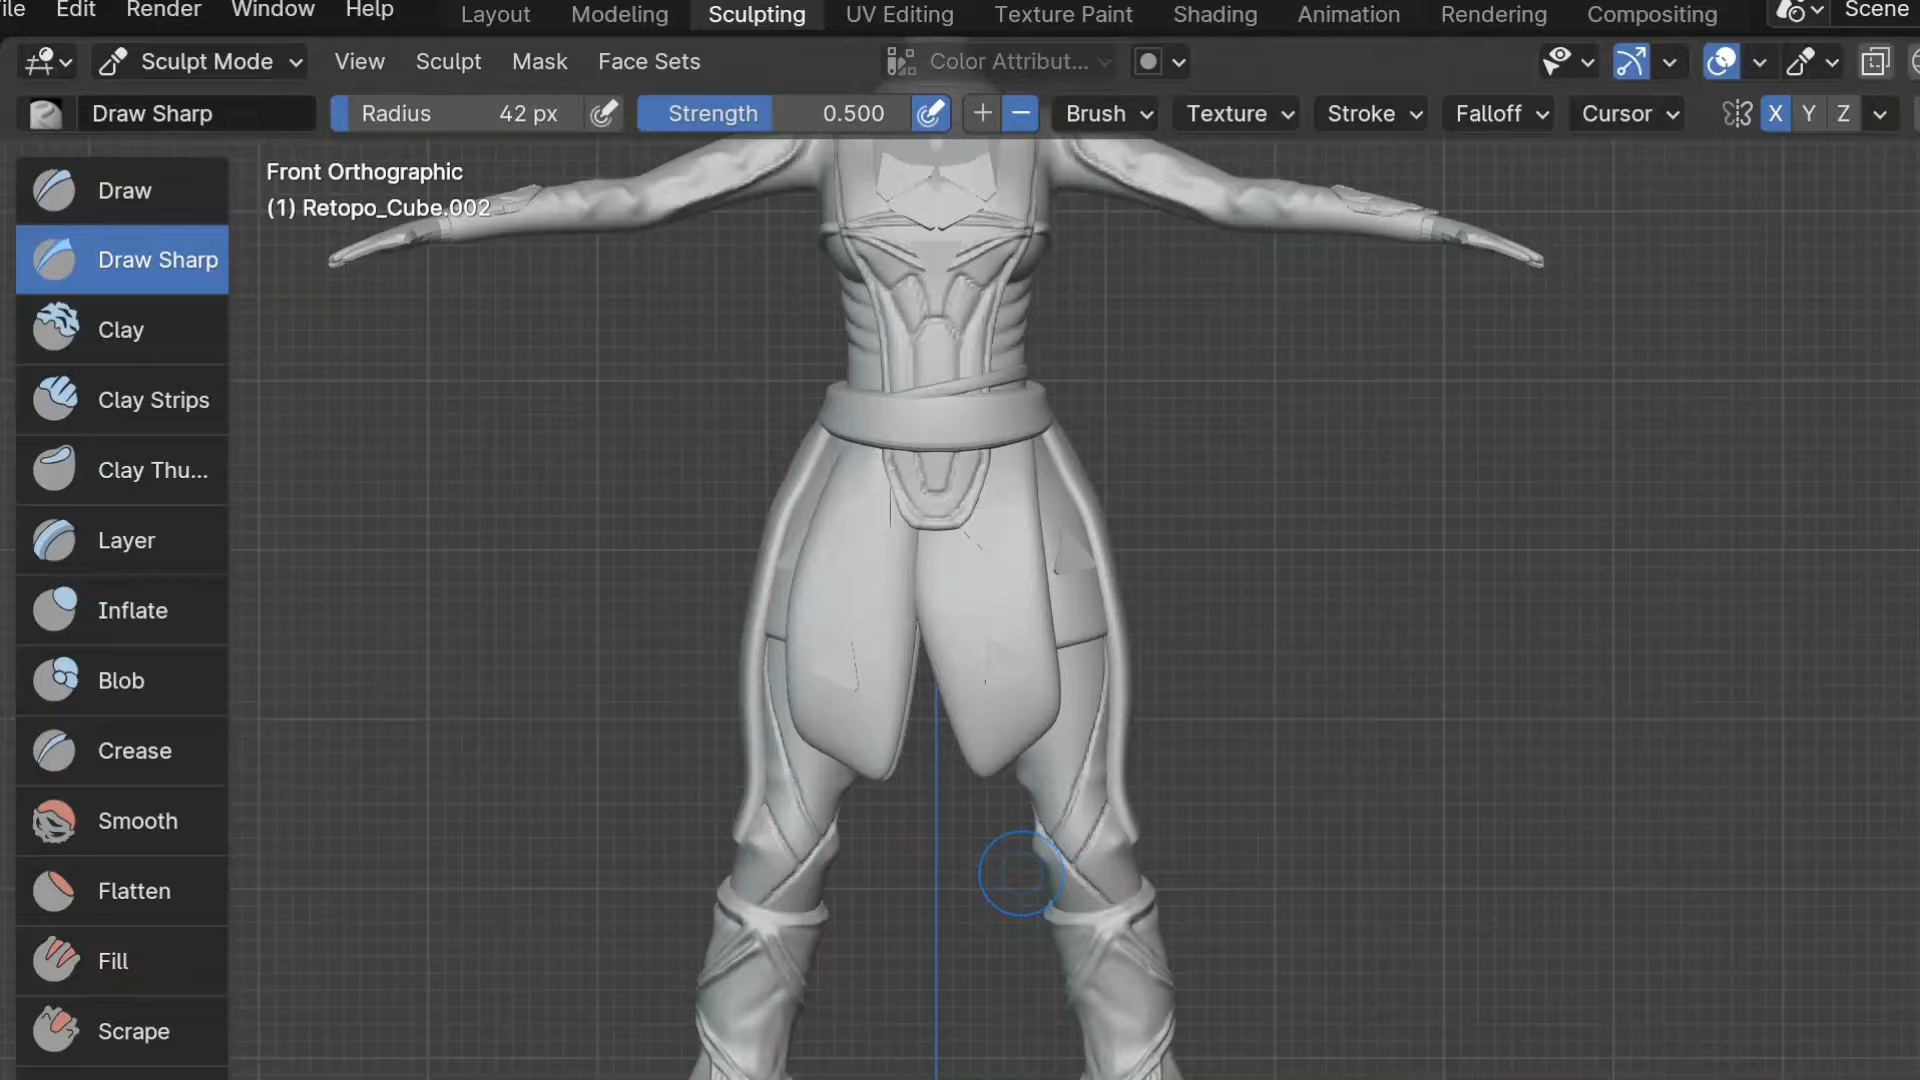 ile Edit Render Window Help Layout Modeling Sculpting UV Editing Texture Paint Shading Animation Rendering Compositing Scene
Sculpt Mode View Sculpt Mask Face Sets Color Attribut...
Draw Sharp Radius 42 px Strength 0.500 Brush Texture Stroke Falloff Cursor X Y Z
Front Orthographic
(1) Retopo_Cube.002
Draw
Draw Sharp
Clay
Clay Strips
Clay Thu...
Layer
Inflate
Blob
Crease
Smooth
Flatten
Fill
Scrape